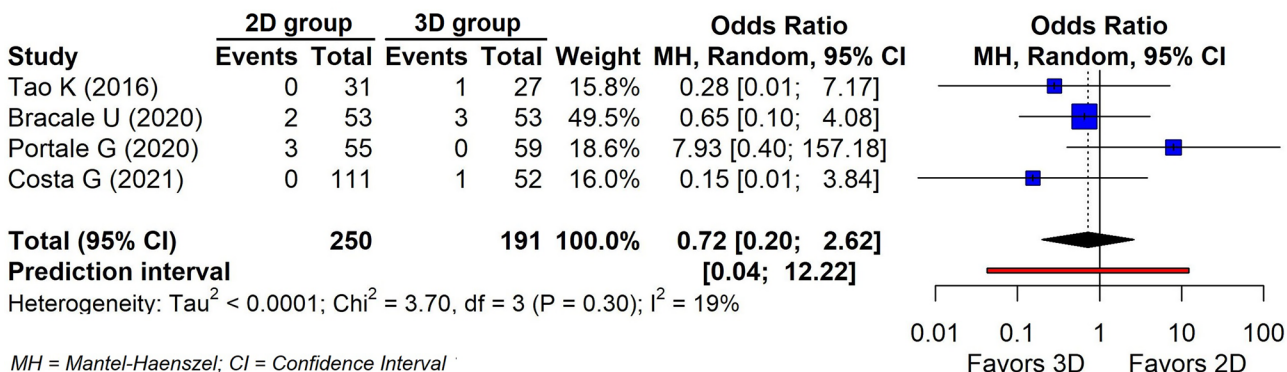 2D group 3D group Odds Ratio Odds Ratio
Study Events Total Events Total Weight MH, Random, 95% CI MH, Random, 95% CI
Tao K (2016) 0 31 1 27 15.8% 0.28 [0.01; 7.17]
Bracale U (2020) 2 53 3 53 49.5% 0.65 [0.10; 4.08]
Portale G (2020) 3 55 0 59 18.6% 7.93 [0.40; 157.18]
Costa G (2021) 0 111 1 52 16.0% 0.15 [0.01; 3.84]
Total (95% CI) 250 191 100.0% 0.72 [0.20; 2.62]
Prediction interval [0.04; 12.22]
Heterogeneity: Tau² < 0.0001; Chi² = 3.70, df = 3 (P = 0.30); I² = 19%
0.01 0.1 1 10 100
Favors 3D Favors 2D
MH = Mantel-Haenszel; CI = Confidence Interval